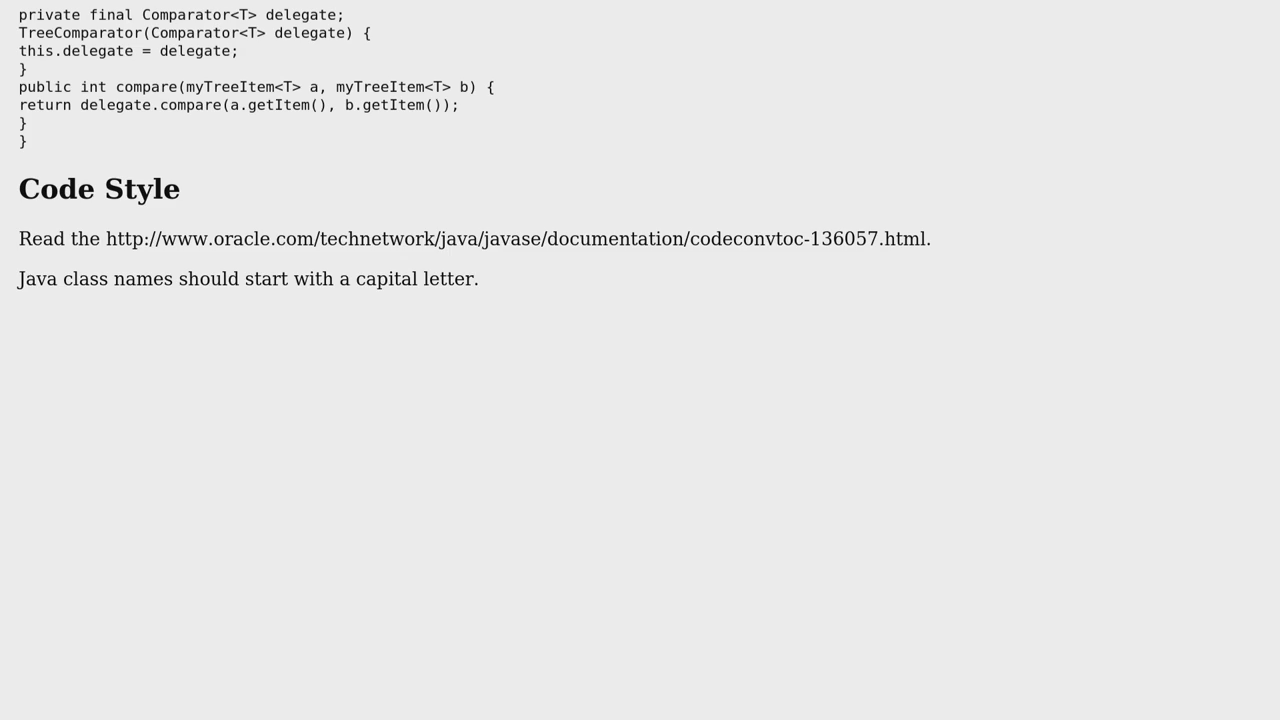 private final Comparator<T> delegate;
TreeComparator(Comparator<T> delegate) {
this.delegate = delegate;
}
public int compare(myTreeItem<T> a, myTreeItem<T> b) {
return delegate.compare(a.getItem(), b.getItem());
}
}
Code Style
Read the http://www.oracle.com/technetwork/java/javase/documentation/codeconvtoc-136057.html.
Java class names should start with a capital letter.